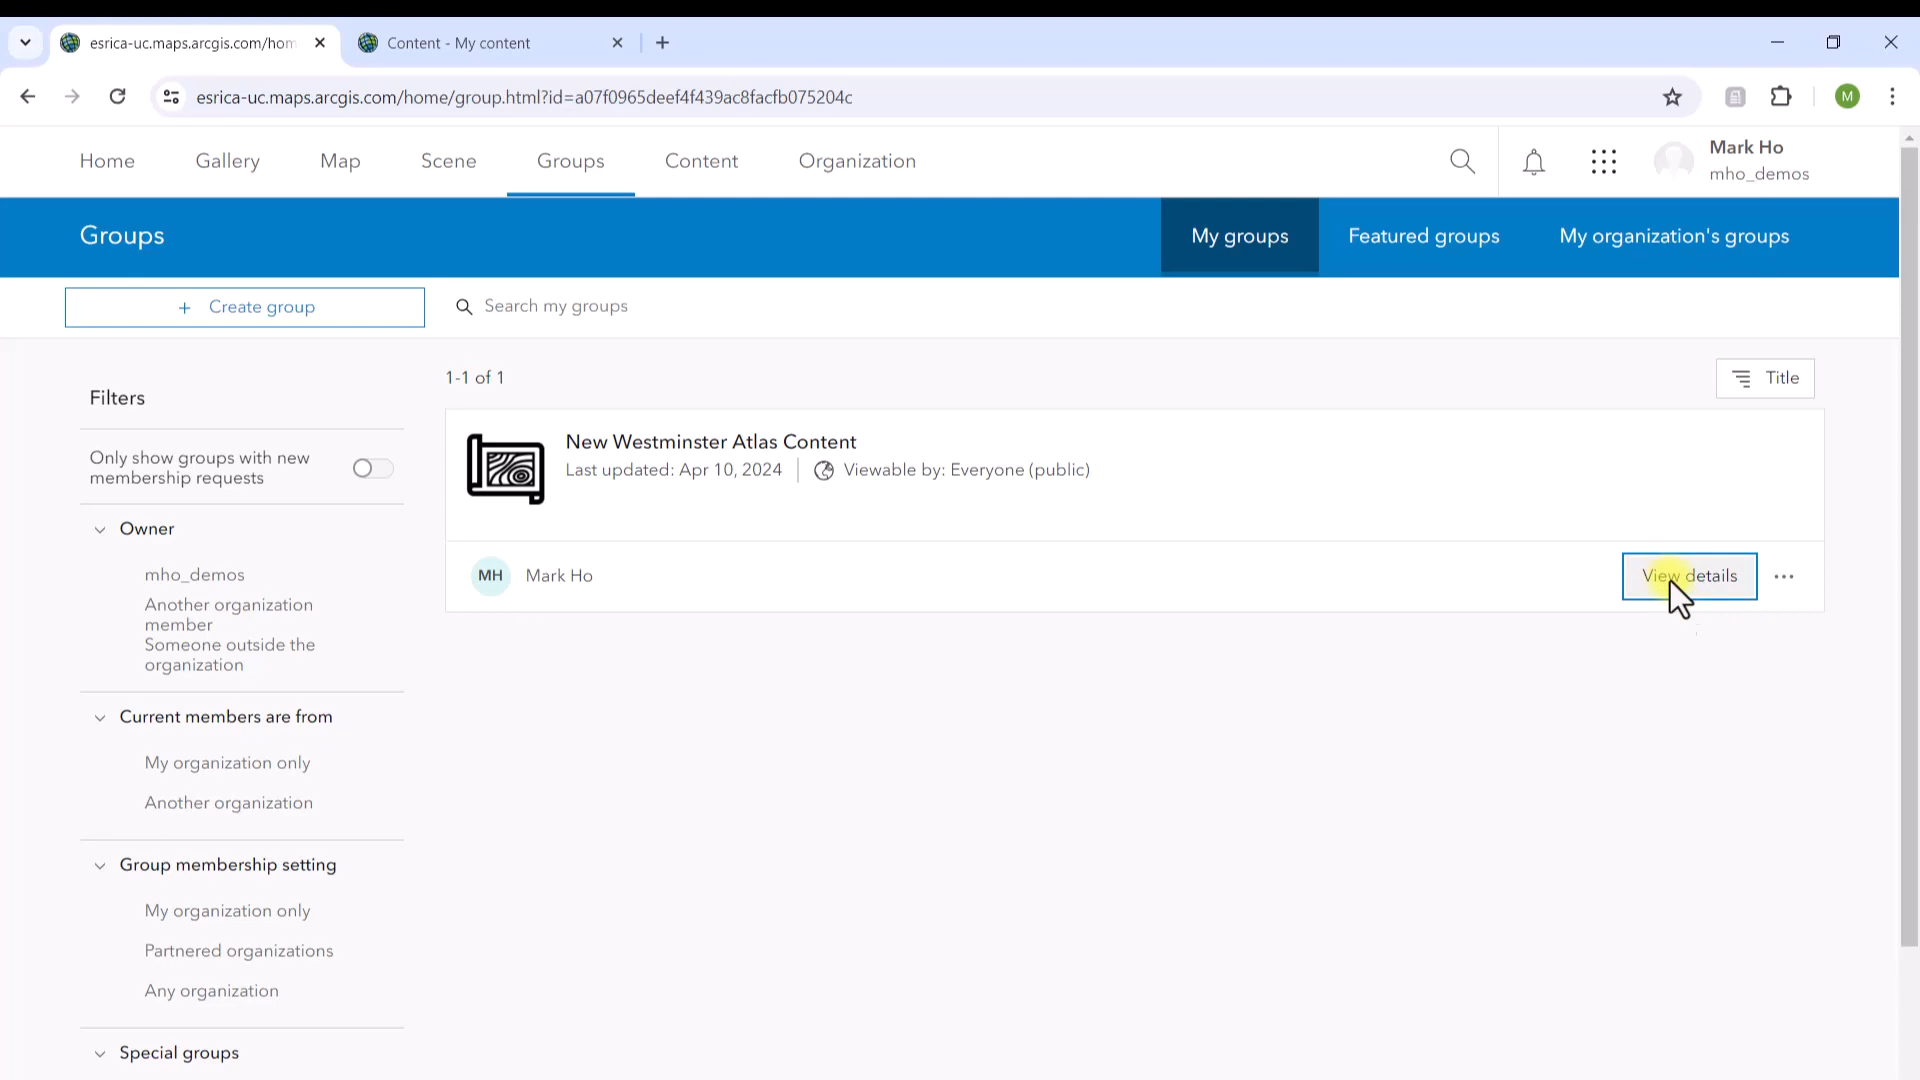 esrica-uc.maps.arcgis.com/hom
Content - My content
esrica-uc.maps.arcgis.com/home/group.html?id=a07f0965deef4f439ac8facfb075204c
M
Home
Gallery
Map
Scene
Groups
Content
Organization
Mark Ho
mho_demos
Groups
My groups
Featured groups
My organization's groups
+ Create group
Search my groups
Filters
1-1 of 1
Title
Only show groups with new
membership requests
New Westminster Atlas Content
Last updated: Apr 10, 2024
Viewable by: Everyone (public)
MH
Mark Ho
View details
Owner
mho_demos
Another organization
member
Someone outside the
organization
Current members are from
My organization only
Another organization
Group membership setting
My organization only
Partnered organizations
Any organization
Special groups